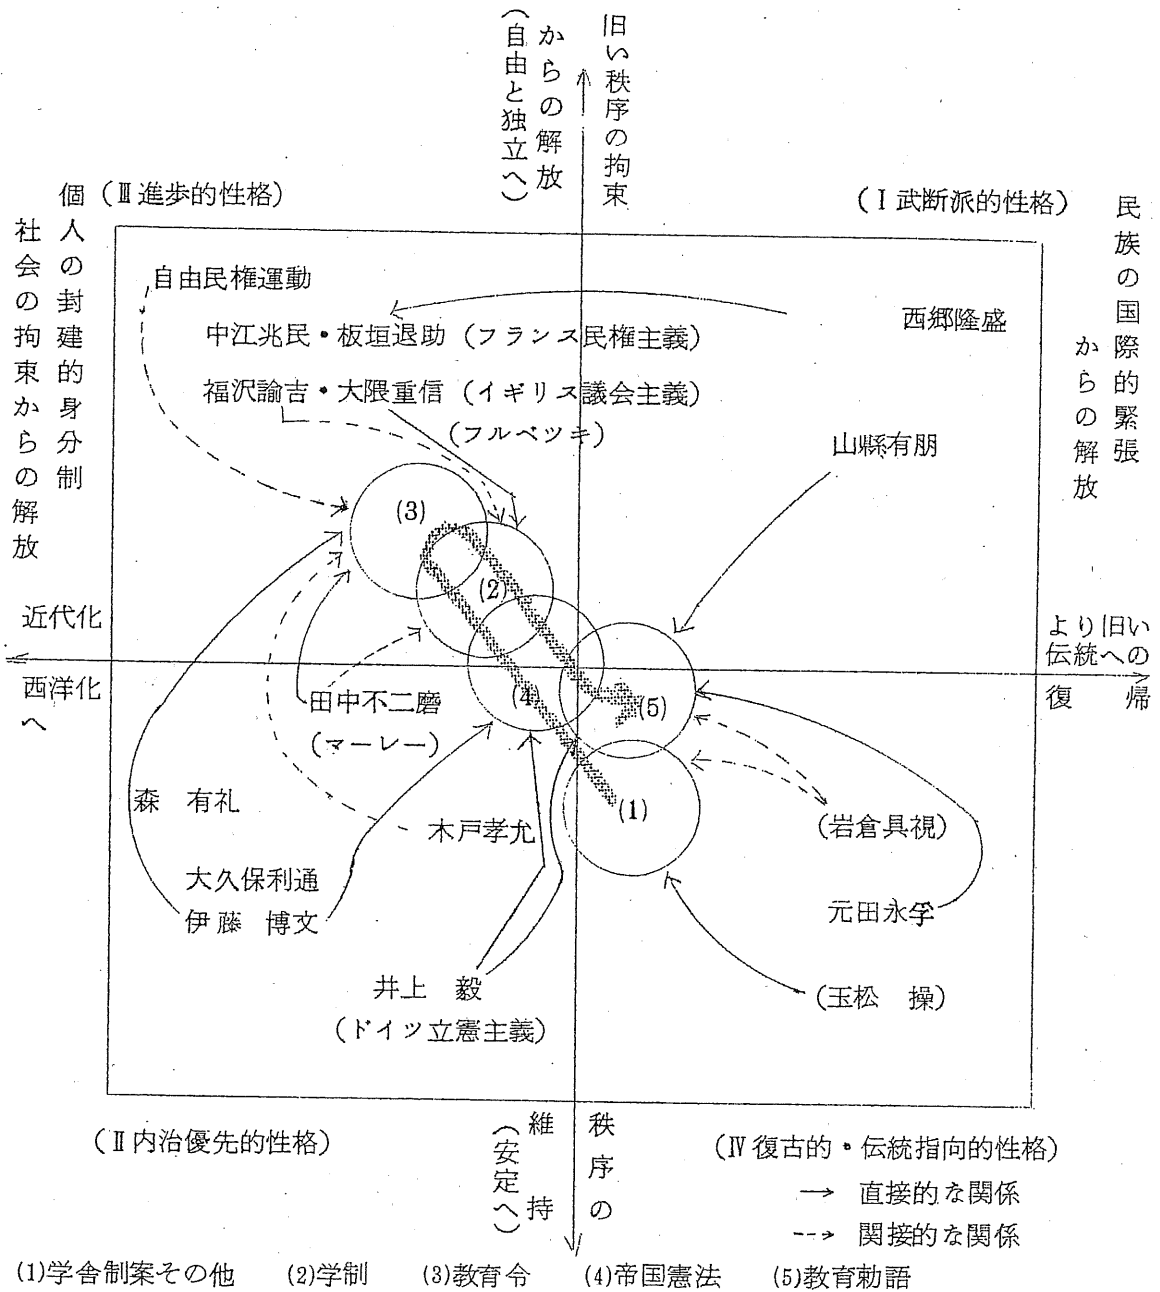 旧い秩序の拘束
からの解放
(自由と独立へ)
(Ⅲ進歩的性格)
(Ⅰ武断派的性格)
個人の封建的身分制
社会の拘束からの解放
民族の国際的緊張
からの解放
自由民権運動
西郷隆盛
中江兆民・板垣退助(フランス民権主義)
福沢諭吉・大隈重信(イギリス議会主義)
(フルベツキ)
山縣有朋
(3)
(2)
近代化
西洋化
へ
より旧い
伝統への
復帰
(4)
(5)
田中不二磨
(マーレー)
森 有礼
(1)
木戸孝允
(岩倉具視)
大久保利通
伊藤 博文
元田永孚
井上 毅
(ドイツ立憲主義)
(玉松 操)
(Ⅱ内治優先的性格)
秩序の
維持
(安定へ)
(Ⅳ復古的・伝統指向的性格)
→ 直接的な関係
--→ 関接的な関係
(1)学舎制案その他 (2)学制 (3)教育令 (4)帝国憲法 (5)教育勅語